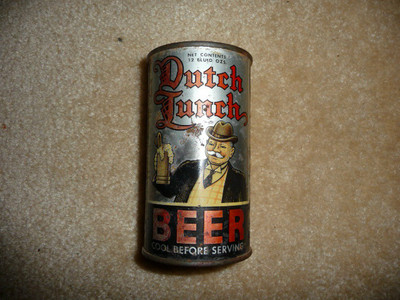 NET CONTENTS
12 FLUID OZS.
Dutch
Lunch
BEER
COOL BEFORE SERVING